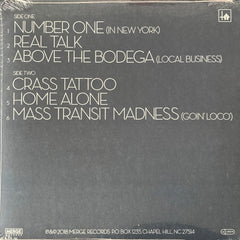 SIDE ONE
1 NUMBER ONE (IN NEW YORK)
2 REAL TALK
3 ABOVE THE BODEGA (LOCAL BUSINESS)
SIDE TWO
4 CRASS TATTOO
5 HOME ALONE
6 MASS TRANSIT MADNESS (GOIN' LOCO)
℗&© 2018 MERGE RECORDS PO BOX 1235 CHAPEL HILL, NC 27514
MERGE